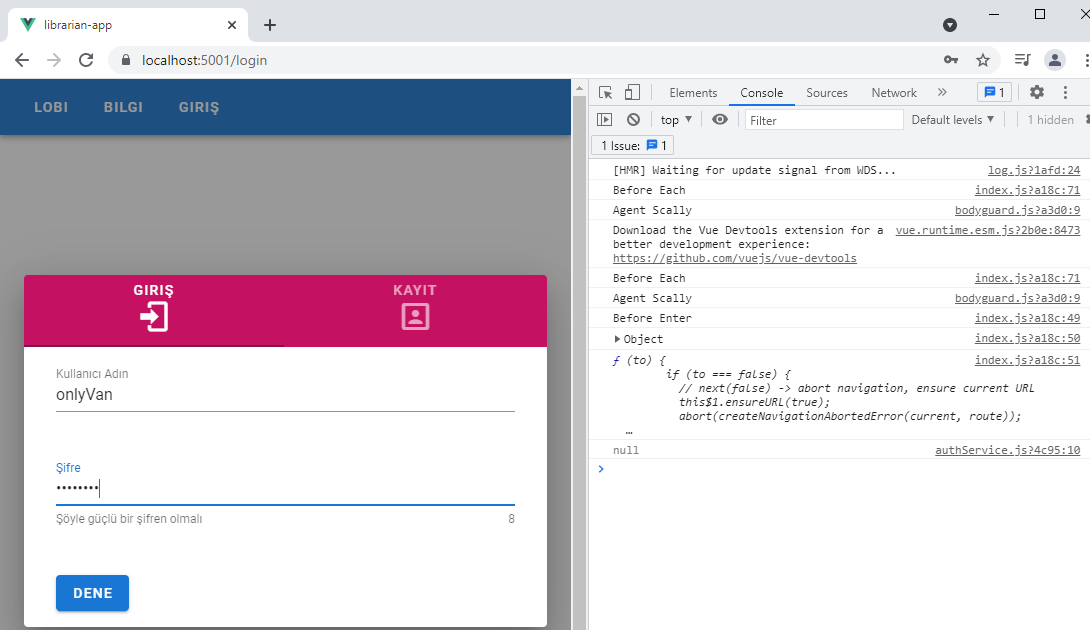 librarian-app
localhost:5001/login
LOBI BILGI GIRIŞ
GIRIŞ
KAYIT
Kullanıcı Adın
onlyVan
Şifre
••••••••
Şöyle güçlü bir şifren olmalı 8
DENE
Elements Console Sources Network » 1
top ▼ Filter Default levels ▼ 1 hidden
1 Issue: 1
[HMR] Waiting for update signal from WDS... log.js?1afd:24
Before Each index.js?a18c:71
Agent Scally bodyguard.js?a3d0:9
Download the Vue Devtools extension for a vue.runtime.esm.js?2b0e:8473
better development experience:
https://github.com/vuejs/vue-devtools
Before Each index.js?a18c:71
Agent Scally bodyguard.js?a3d0:9
Before Enter index.js?a18c:49
▶Object index.js?a18c:50
ƒ (to) { index.js?a18c:51
if (to === false) {
// next(false) -> abort navigation, ensure current URL
this$1.ensureURL(true);
abort(createNavigationAbortedError(current, route));
…
null authService.js?4c95:10